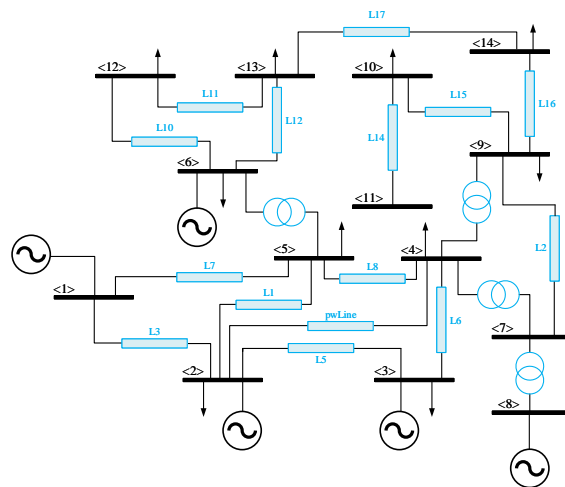 L17
<14>
<12>
<13>
<10>
L11
L15
L16
L12
L10
L14
<9>
<6>
<11>
<5>
<4>
L2
L7
L8
<1>
L1
L6
pwLine
<7>
L3
<2>
L5
<3>
<8>